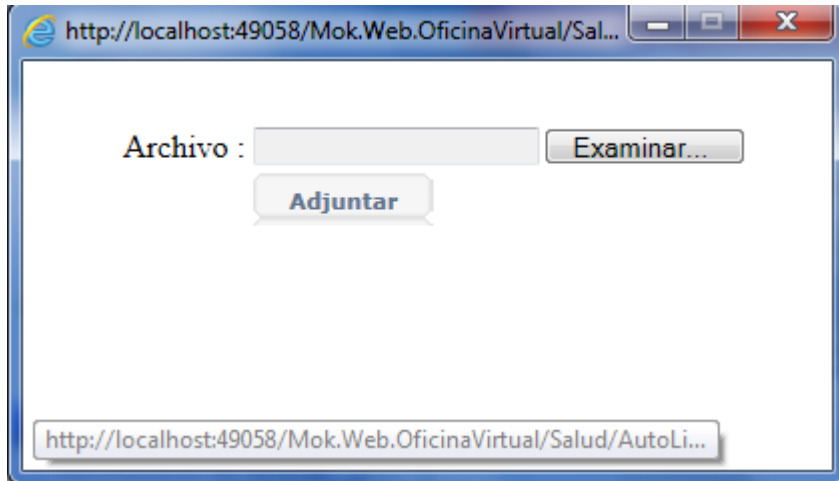 http://localhost:49058/Mok.Web.OficinaVirtual/Sal...
Archivo : Examinar...
Adjuntar
http://localhost:49058/Mok.Web.OficinaVirtual/Salud/AutoLi...